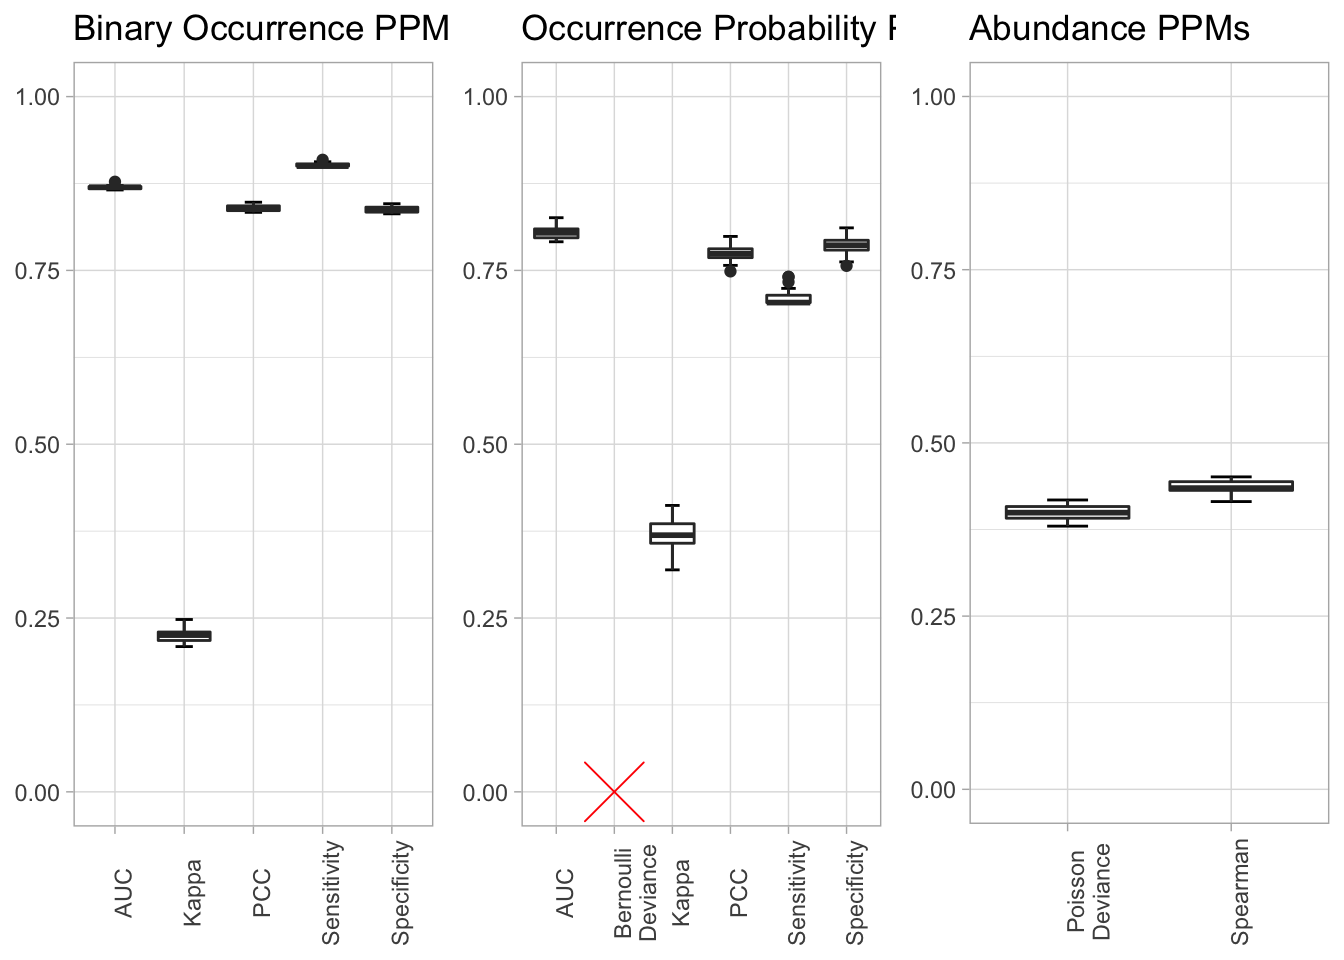 Binary Occurrence PPM
1.00
0.75
0.50
0.25
0.00
AUC
Kappa
PCC
Sensitivity
Specificity
Occurrence Probability
1.00
0.75
0.50
0.25
0.00
AUC
Bernoulli
Deviance
Kappa
PCC
Sensitivity
Specificity
Abundance PPMs
1.00
0.75
0.50
0.25
0.00
Poisson
Deviance
Spearman